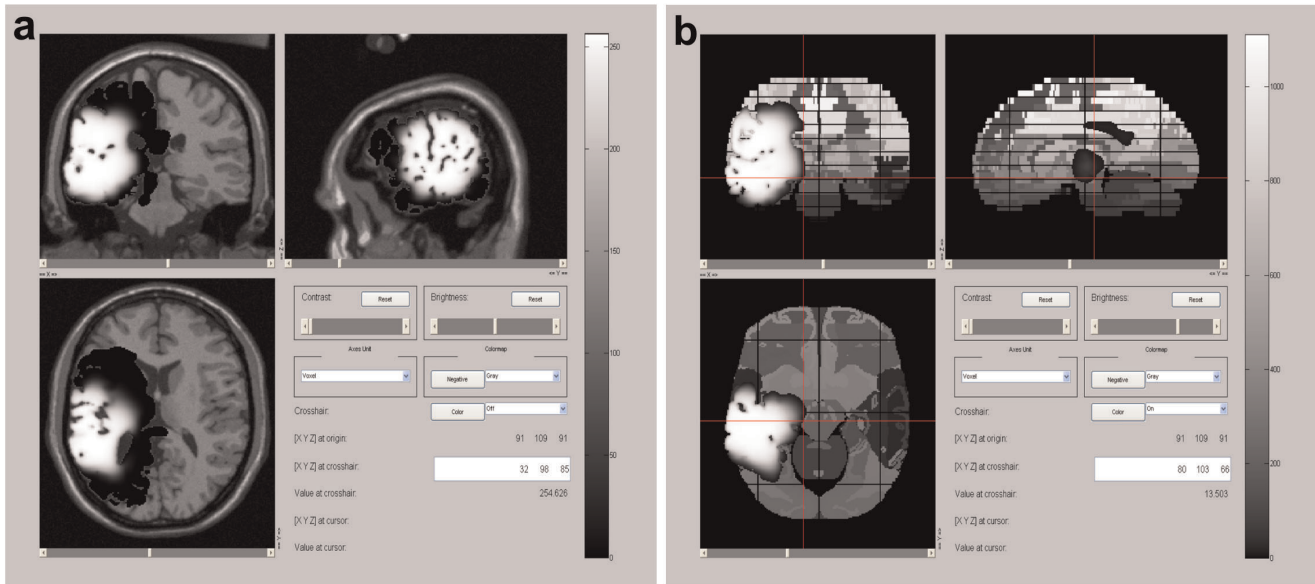 a
250
200
150
100
50
0
<< X >>
<< Y >>
<< Z >>
<< Y >>
Contrast:
Reset
Brightness:
Reset
Axes Unit
Colormap
Voxel
Negative
Gray
Crosshair:
Color
Off
[X Y Z] at origin:
91 109 91
[X Y Z] at crosshair:
32 98 85
Value at crosshair:
254.626
[X Y Z] at cursor:
Value at cursor:
b
1000
800
600
400
200
0
<< X >>
<< Y >>
<< Z >>
<< Y >>
Contrast:
Reset
Brightness:
Reset
Axes Unit
Colormap
Voxel
Negative
Gray
Crosshair:
Color
On
[X Y Z] at origin:
91 109 91
[X Y Z] at crosshair:
80 103 66
Value at crosshair:
13.503
[X Y Z] at cursor:
Value at cursor: